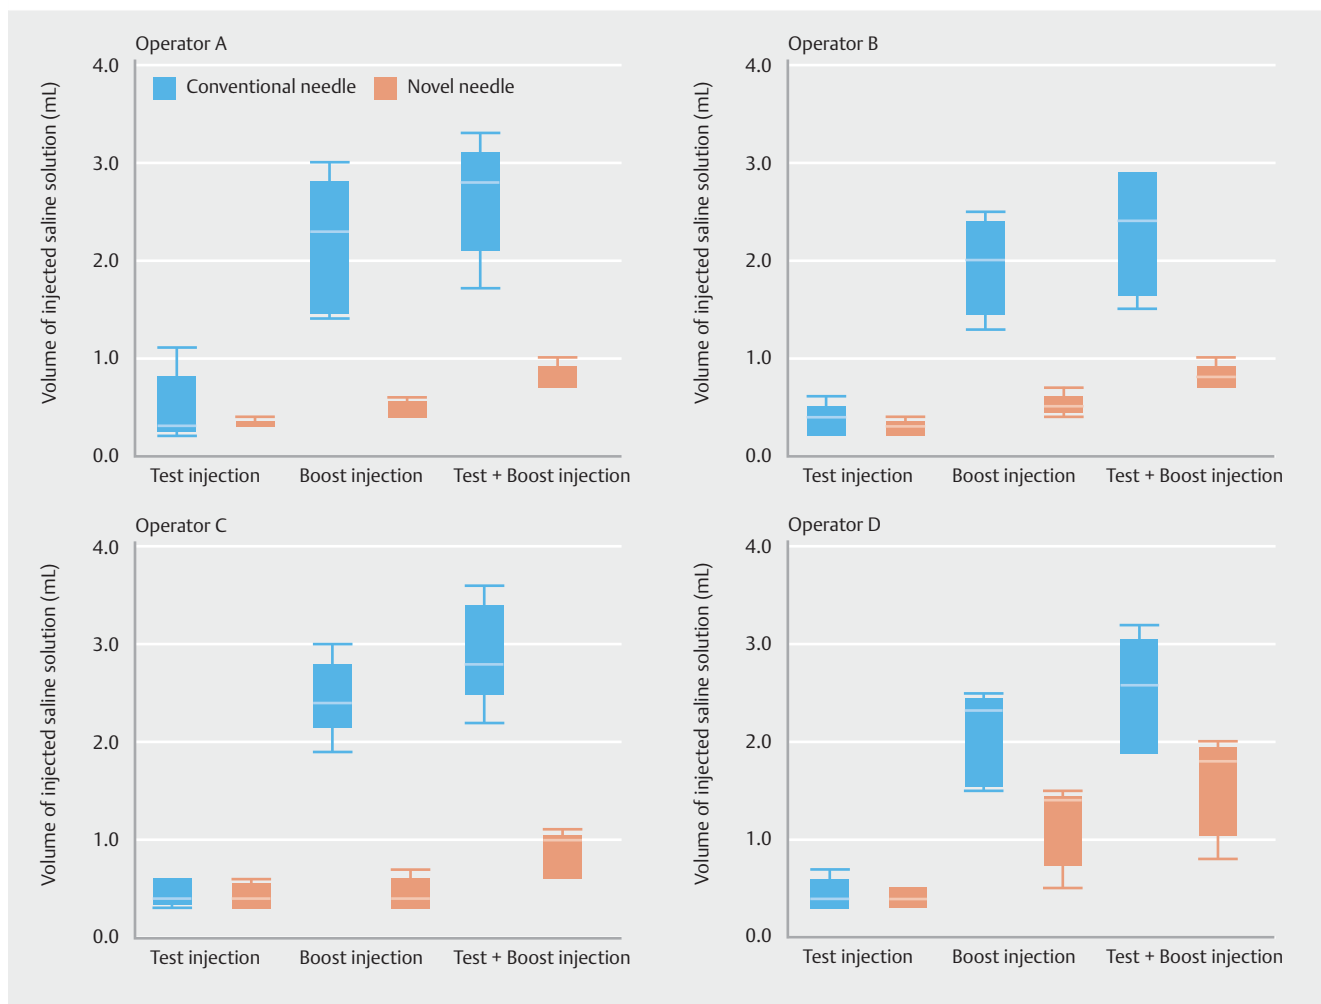 Operator A
Volume of injected saline solution (mL)
4.0
3.0
2.0
1.0
0.0
Conventional needle
Novel needle
Test injection
Boost injection
Test + Boost injection
Operator B
Volume of injected saline solution (mL)
4.0
3.0
2.0
1.0
0.0
Test injection
Boost injection
Test + Boost injection
Operator C
Volume of injected saline solution (mL)
4.0
3.0
2.0
1.0
0.0
Test injection
Boost injection
Test + Boost injection
Operator D
Volume of injected saline solution (mL)
4.0
3.0
2.0
1.0
0.0
Test injection
Boost injection
Test + Boost injection